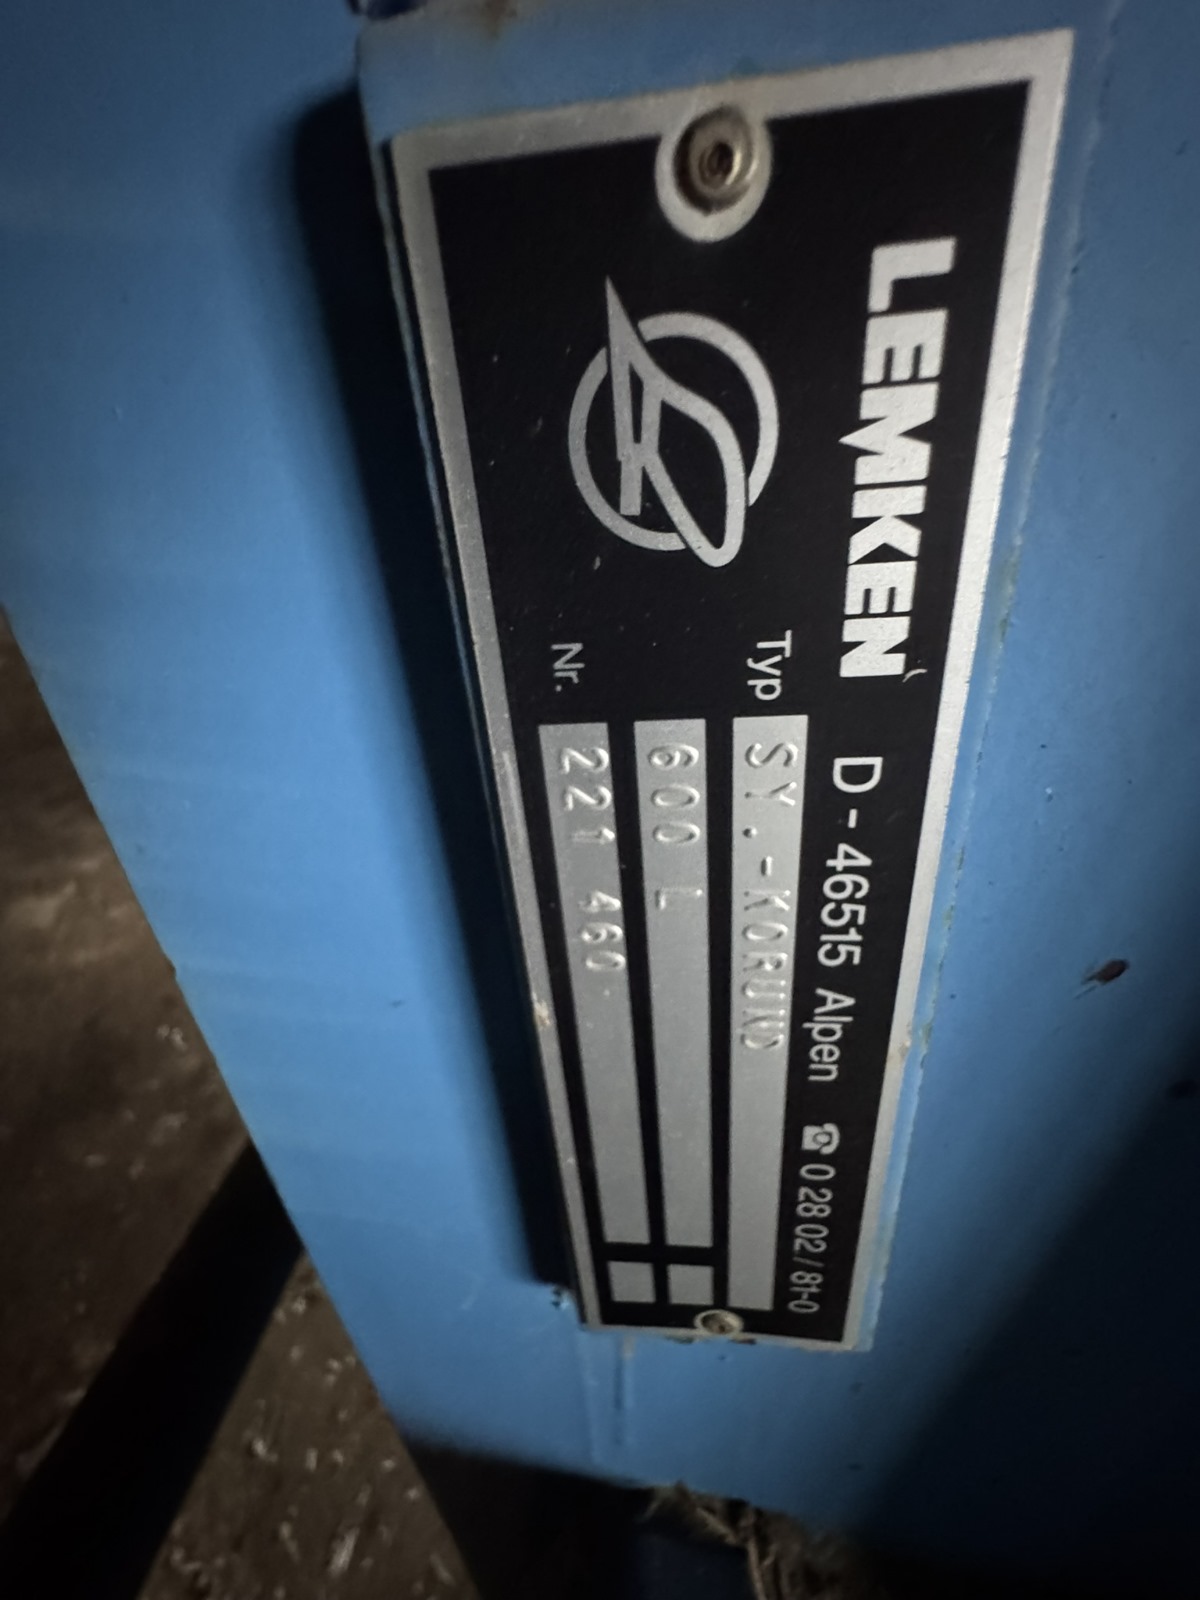 LEMKEN D-46515 Alpen ☎ 0 28 02 / 81-0
Typ SY.-KORUND
600 L
Nr. 221 460